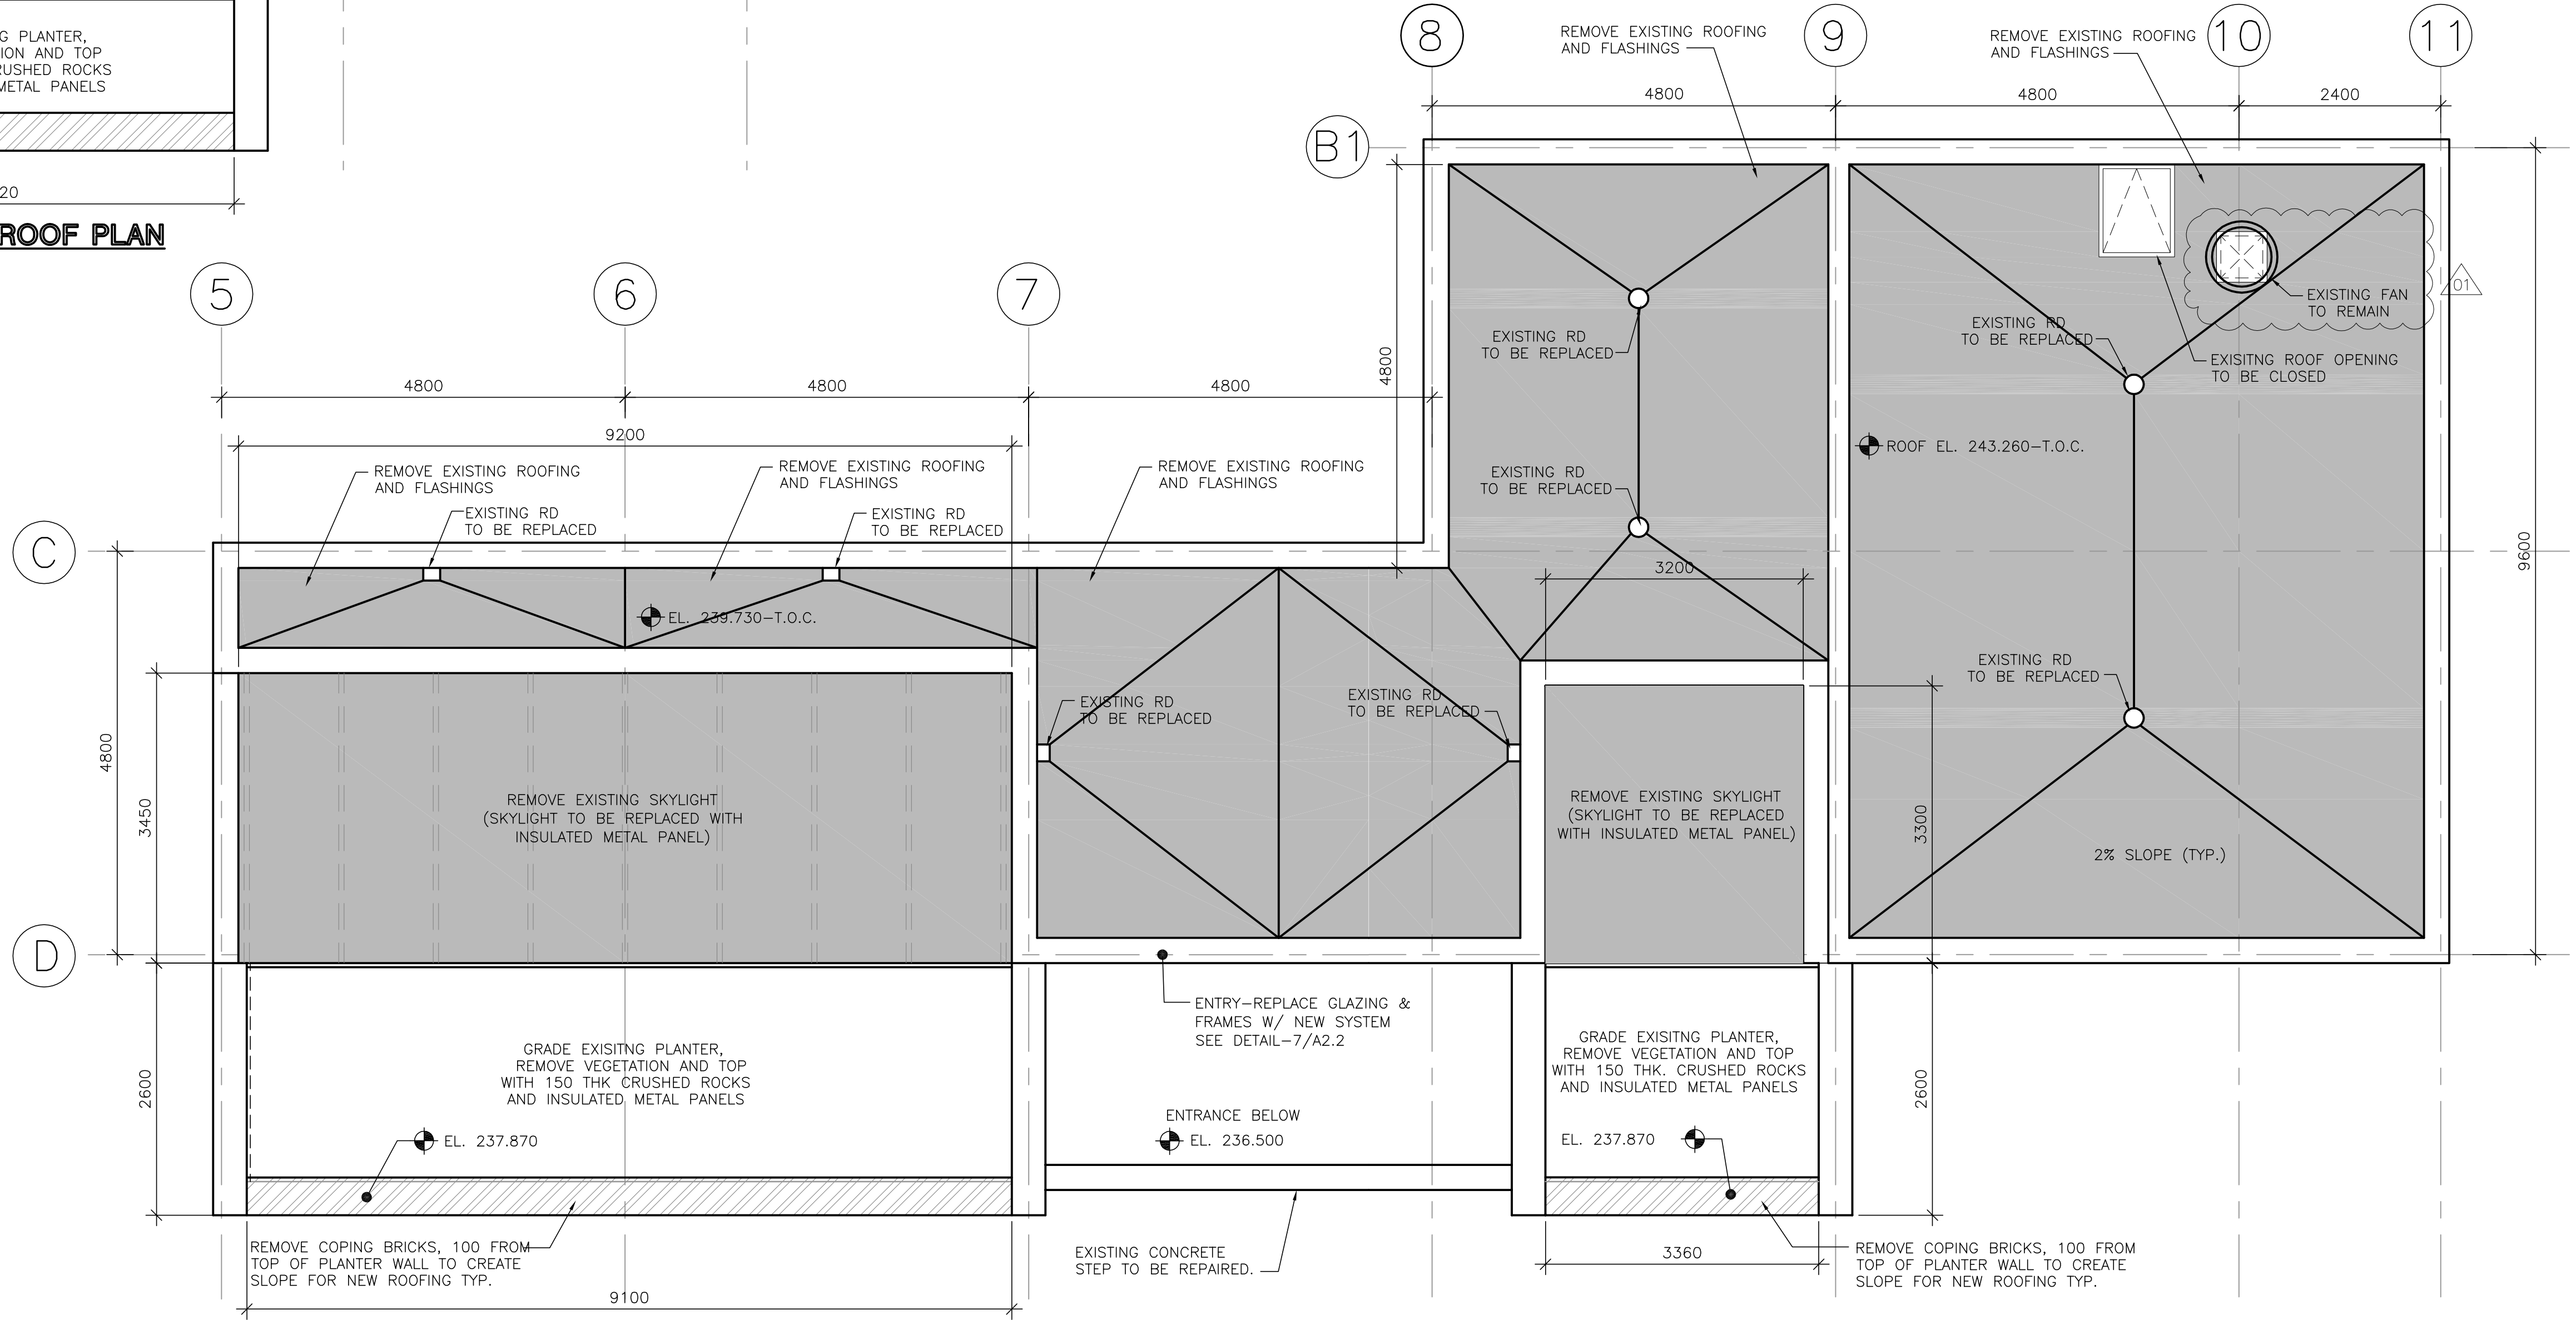 G PLANTER,
ION AND TOP
RUSHED ROCKS
METAL PANELS
20
ROOF PLAN
8
9
10
11
REMOVE EXISTING ROOFING
AND FLASHINGS
REMOVE EXISTING ROOFING
AND FLASHINGS
4800
4800
2400
B1
5
6
7
EXISTING FAN
TO REMAIN
01
EXISTING RD
TO BE REPLACED
EXISTING RD
TO BE REPLACED
EXISITNG ROOF OPENING
TO BE CLOSED
4800
4800
4800
4800
9200
ROOF EL. 243.260-T.O.C.
REMOVE EXISTING ROOFING
AND FLASHINGS
REMOVE EXISTING ROOFING
AND FLASHINGS
REMOVE EXISTING ROOFING
AND FLASHINGS
EXISTING RD
TO BE REPLACED
EXISTING RD
TO BE REPLACED
EXISTING RD
TO BE REPLACED
C
9600
3200
EL. 239.730-T.O.C.
EXISTING RD
TO BE REPLACED
EXISTING RD
TO BE REPLACED
EXISTING RD
TO BE REPLACED
4800
3450
REMOVE EXISTING SKYLIGHT
(SKYLIGHT TO BE REPLACED WITH
INSULATED METAL PANEL)
REMOVE EXISTING SKYLIGHT
(SKYLIGHT TO BE REPLACED
WITH INSULATED METAL PANEL)
3300
2% SLOPE (TYP.)
D
ENTRY-REPLACE GLAZING &
FRAMES W/ NEW SYSTEM
SEE DETAIL-7/A2.2
GRADE EXISITNG PLANTER,
REMOVE VEGETATION AND TOP
WITH 150 THK CRUSHED ROCKS
AND INSULATED METAL PANELS
GRADE EXISITNG PLANTER,
REMOVE VEGETATION AND TOP
WITH 150 THK. CRUSHED ROCKS
AND INSULATED METAL PANELS
2600
2600
ENTRANCE BELOW
EL. 237.870
EL. 236.500
EL. 237.870
REMOVE COPING BRICKS, 100 FROM
TOP OF PLANTER WALL TO CREATE
SLOPE FOR NEW ROOFING TYP.
EXISTING CONCRETE
STEP TO BE REPAIRED.
3360
REMOVE COPING BRICKS, 100 FROM
TOP OF PLANTER WALL TO CREATE
SLOPE FOR NEW ROOFING TYP.
9100